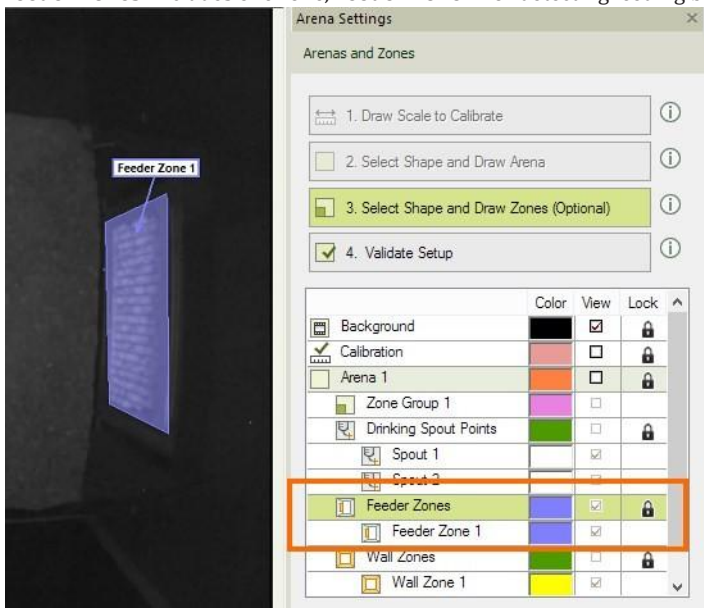 Arena Settings
Arenas and Zones
1. Draw Scale to Calibrate
2. Select Shape and Draw Arena
Feeder Zone 1
3. Select Shape and Draw Zones (Optional)
4. Validate Setup
Color View Lock
Background
Calibration
Arena 1
Zone Group 1
Drinking Spout Points
Spout 1
Spout 2
Feeder Zones
Feeder Zone 1
Wall Zones
Wall Zone 1